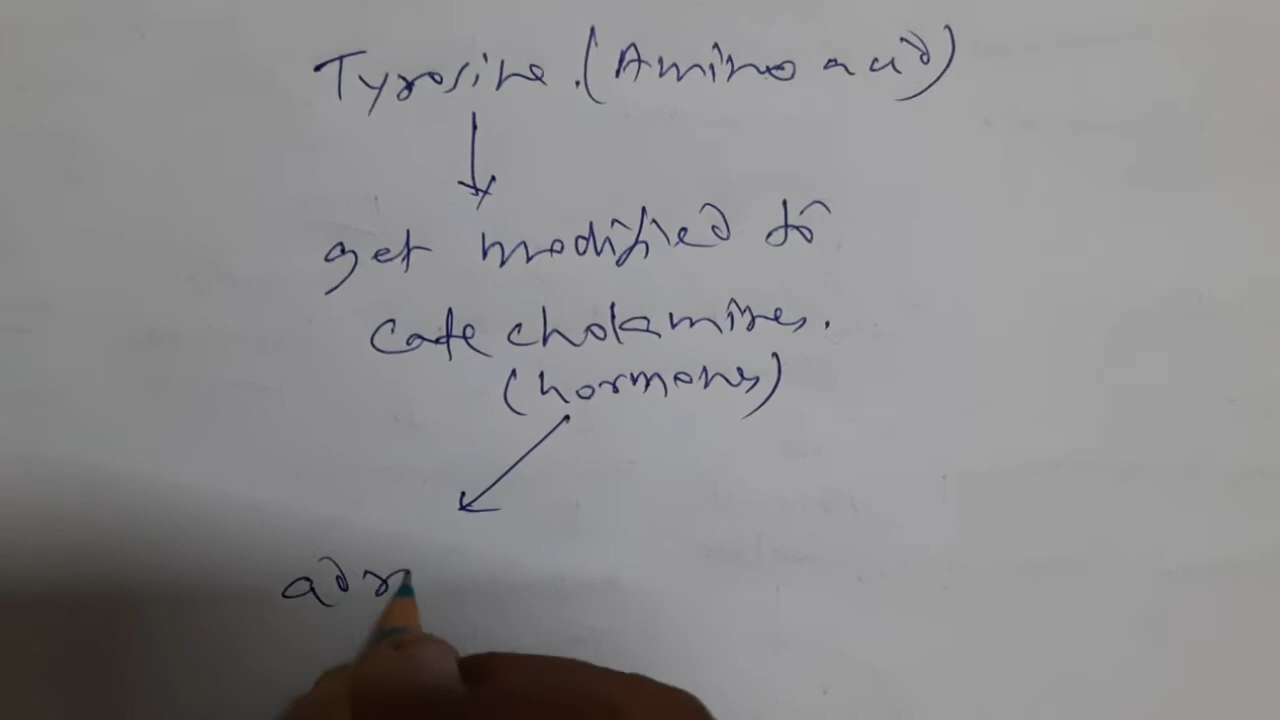 Tyrosine. (Amino acid)
get modified to
Catecholamines.
(hormones)
adr